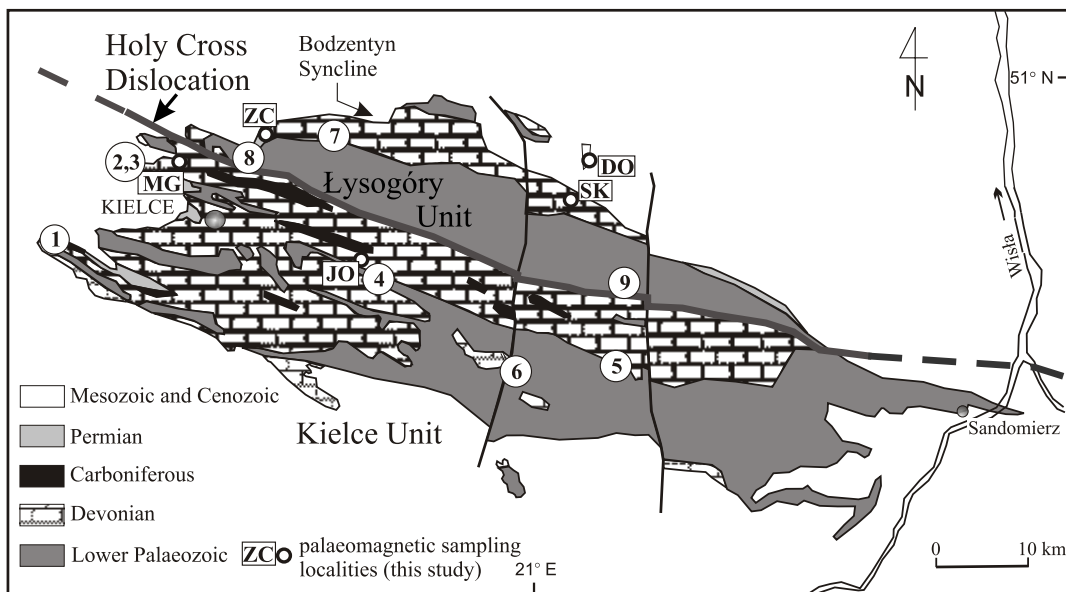 Holy Cross
Dislocation
Bodzentyn
Syncline
N
51° N
ZC
7
2,3
8
MG
DO
SK
Łysogóry
Unit
KIELCE
1
JO
4
9
Wisła
6
5
Kielce Unit
Sandomierz
Mesozoic and Cenozoic
Permian
Carboniferous
Devonian
Lower Palaeozoic
ZC palaeomagnetic sampling
localities (this study)
21° E
0 10 km